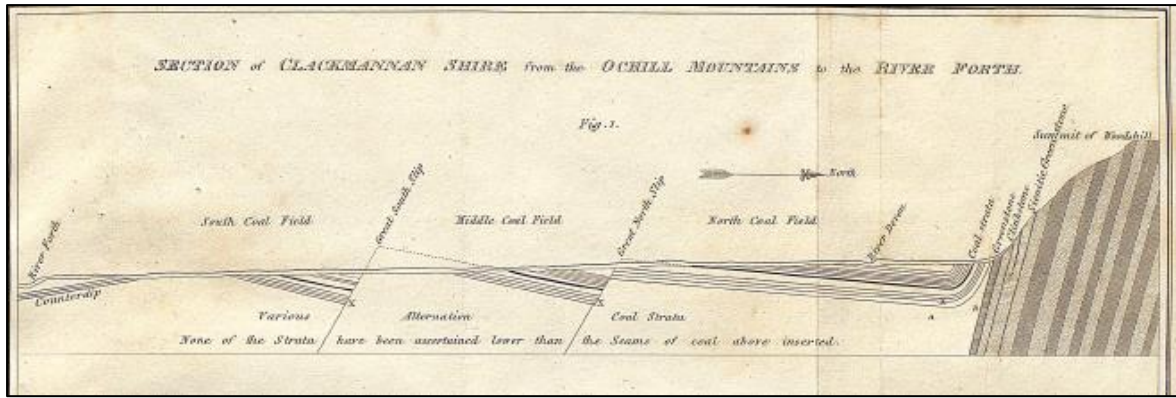 SECTION of CLACKMANNAN SHIRE, from the OCHILL MOUNTAINS to the RIVER FORTH.
Fig. 1.
Summit of Woodshill
North
South Coal Field
Middle Coal Field
North Coal Field
River Forth
Great South Slip
Great North Slip
River Devon
Coal strata
Greenstone
Clinkstone
Sienitic Greenstone
Counterdip
X
X
X
a
b
Various Alternation Coal Strata
None of the Strata have been ascertained lower than the Seams of coal above inserted.